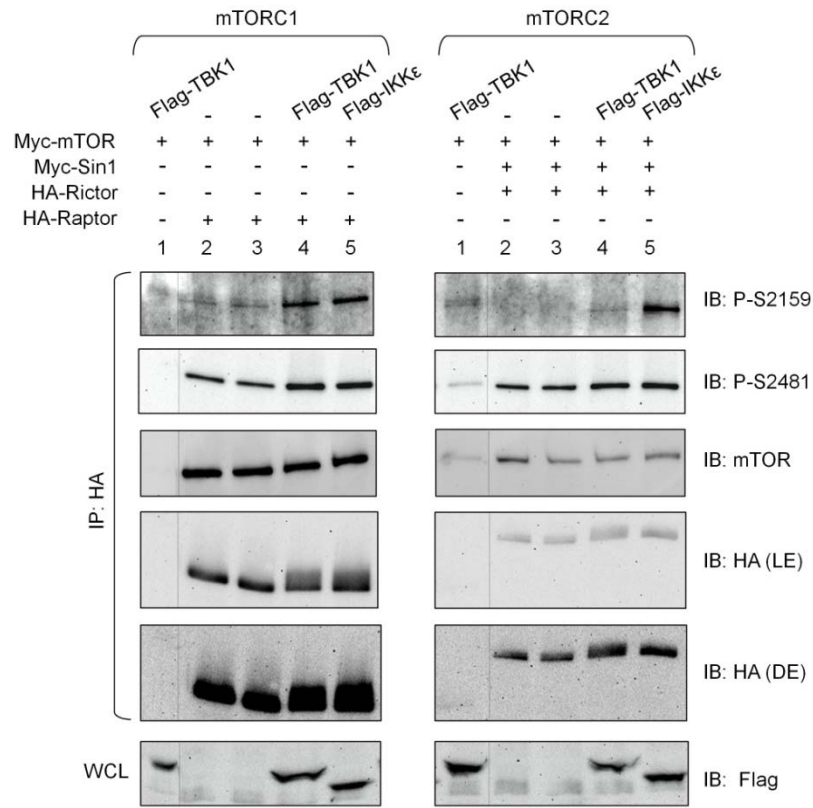 mTORC1 mTORC2
Flag-TBK1 - - Flag-TBK1 Flag-IKKε Flag-TBK1 - - Flag-TBK1 Flag-IKKε
Myc-mTOR + + + + + + + + + +
Myc-Sin1 - - - - - - + + + +
HA-Rictor - - - - - - + + + +
HA-Raptor - + + + + - - - - -
1 2 3 4 5 1 2 3 4 5
IB: P-S2159
IB: P-S2481
IB: mTOR
IP: HA
IB: HA (LE)
IB: HA (DE)
WCL IB: Flag